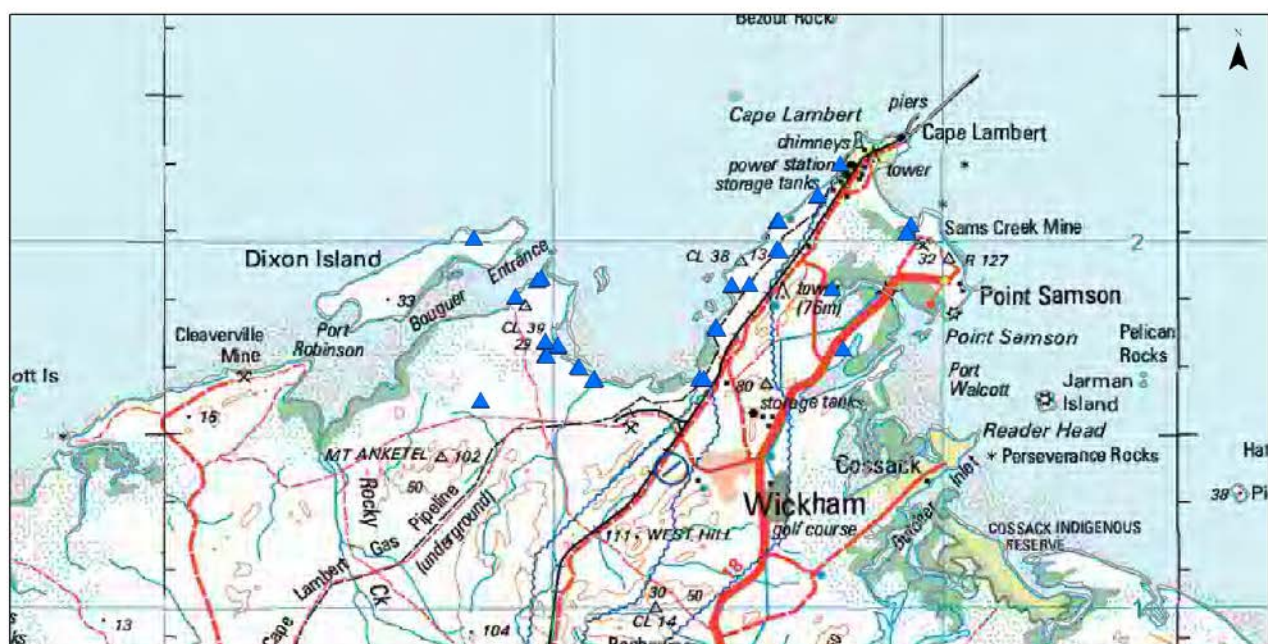 Bezout Rock
N
piers
Cape Lambert
Cape Lambert
chimneys
power station
tower
storage tanks
Sams Creek Mine
2
Dixon Island
Entrance
CL 38
13
32
R 127
33
Bouguer
tower
(76m)
Point Samson
Port
Robinson
CL 39
29
Cleaverville
Mine
Point Samson
Pelican
Rocks
ott Is
Port
Walcott
Jarman
Island
80
storage tanks
16
D
Reader Head
MT ANKETEL
102
Cossack
Inlet
* Perseverance Rocks
Hat
50
Rocky
Ck
Pipeline
(underground)
Gas
Lambert
Cape
Wickham
golf course
Butcher
38
Pi
111
WEST HILL
COSSACK INDIGENOUS
RESERVE
18
30
50
CL 14
1
13
104